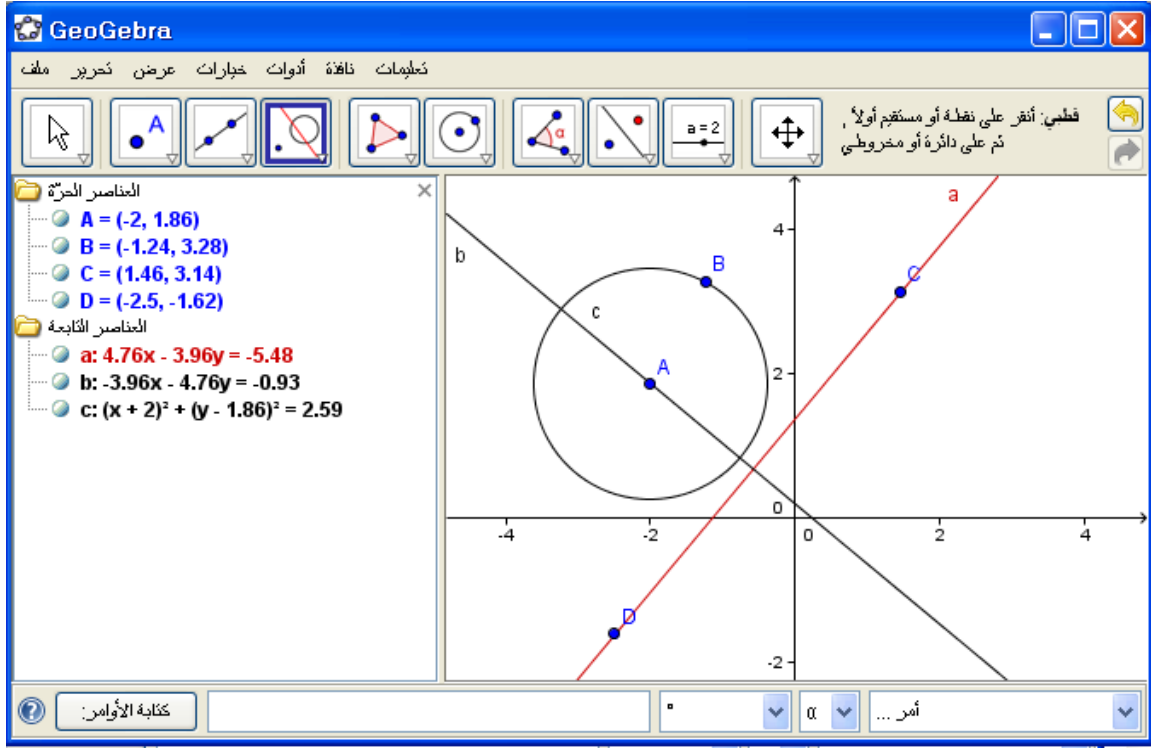 GeoGebra
ملف تحرير عرض خيارات أدوات نافذة تعليمات
A
α
a = 2
قطبي: أنقر على نقطة أو مستقيم أولاً ,
ثم على دائرة أو مخروطي
العناصر الحرّة
A = (-2, 1.86)
B = (-1.24, 3.28)
C = (1.46, 3.14)
D = (-2.5, -1.62)
العناصر التابعة
a: 4.76x - 3.96y = -5.48
b: -3.96x - 4.76y = -0.93
c: (x + 2)² + (y - 1.86)² = 2.59
a
4
b
B
C
c
A
2
0
-4
-2
0
2
4
D
-2
كتابة الأوامر:
°
α
أمر ...